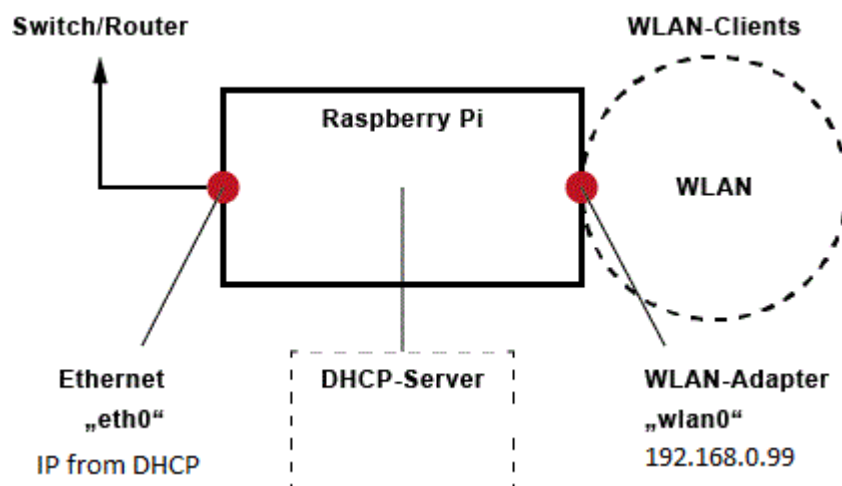 Switch/Router
WLAN-Clients
Raspberry Pi
WLAN
Ethernet
„eth0“
IP from DHCP
DHCP-Server
WLAN-Adapter
„wlan0“
192.168.0.99